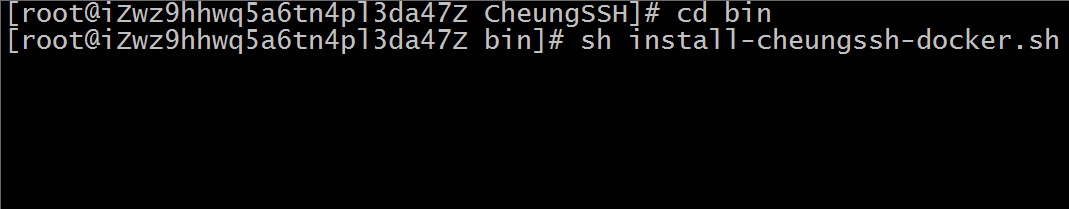 [root@iZwz9hhwq5a6tn4pl3da47Z CheungSSH]# cd bin
[root@iZwz9hhwq5a6tn4pl3da47Z bin]# sh install-cheungssh-docker.sh